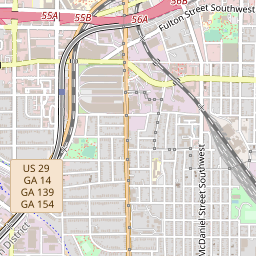 55A
55B
56A
56B
Fulton Street Southwest
US 29
GA 14
GA 139
GA 154
McDaniel Street Southwest
District